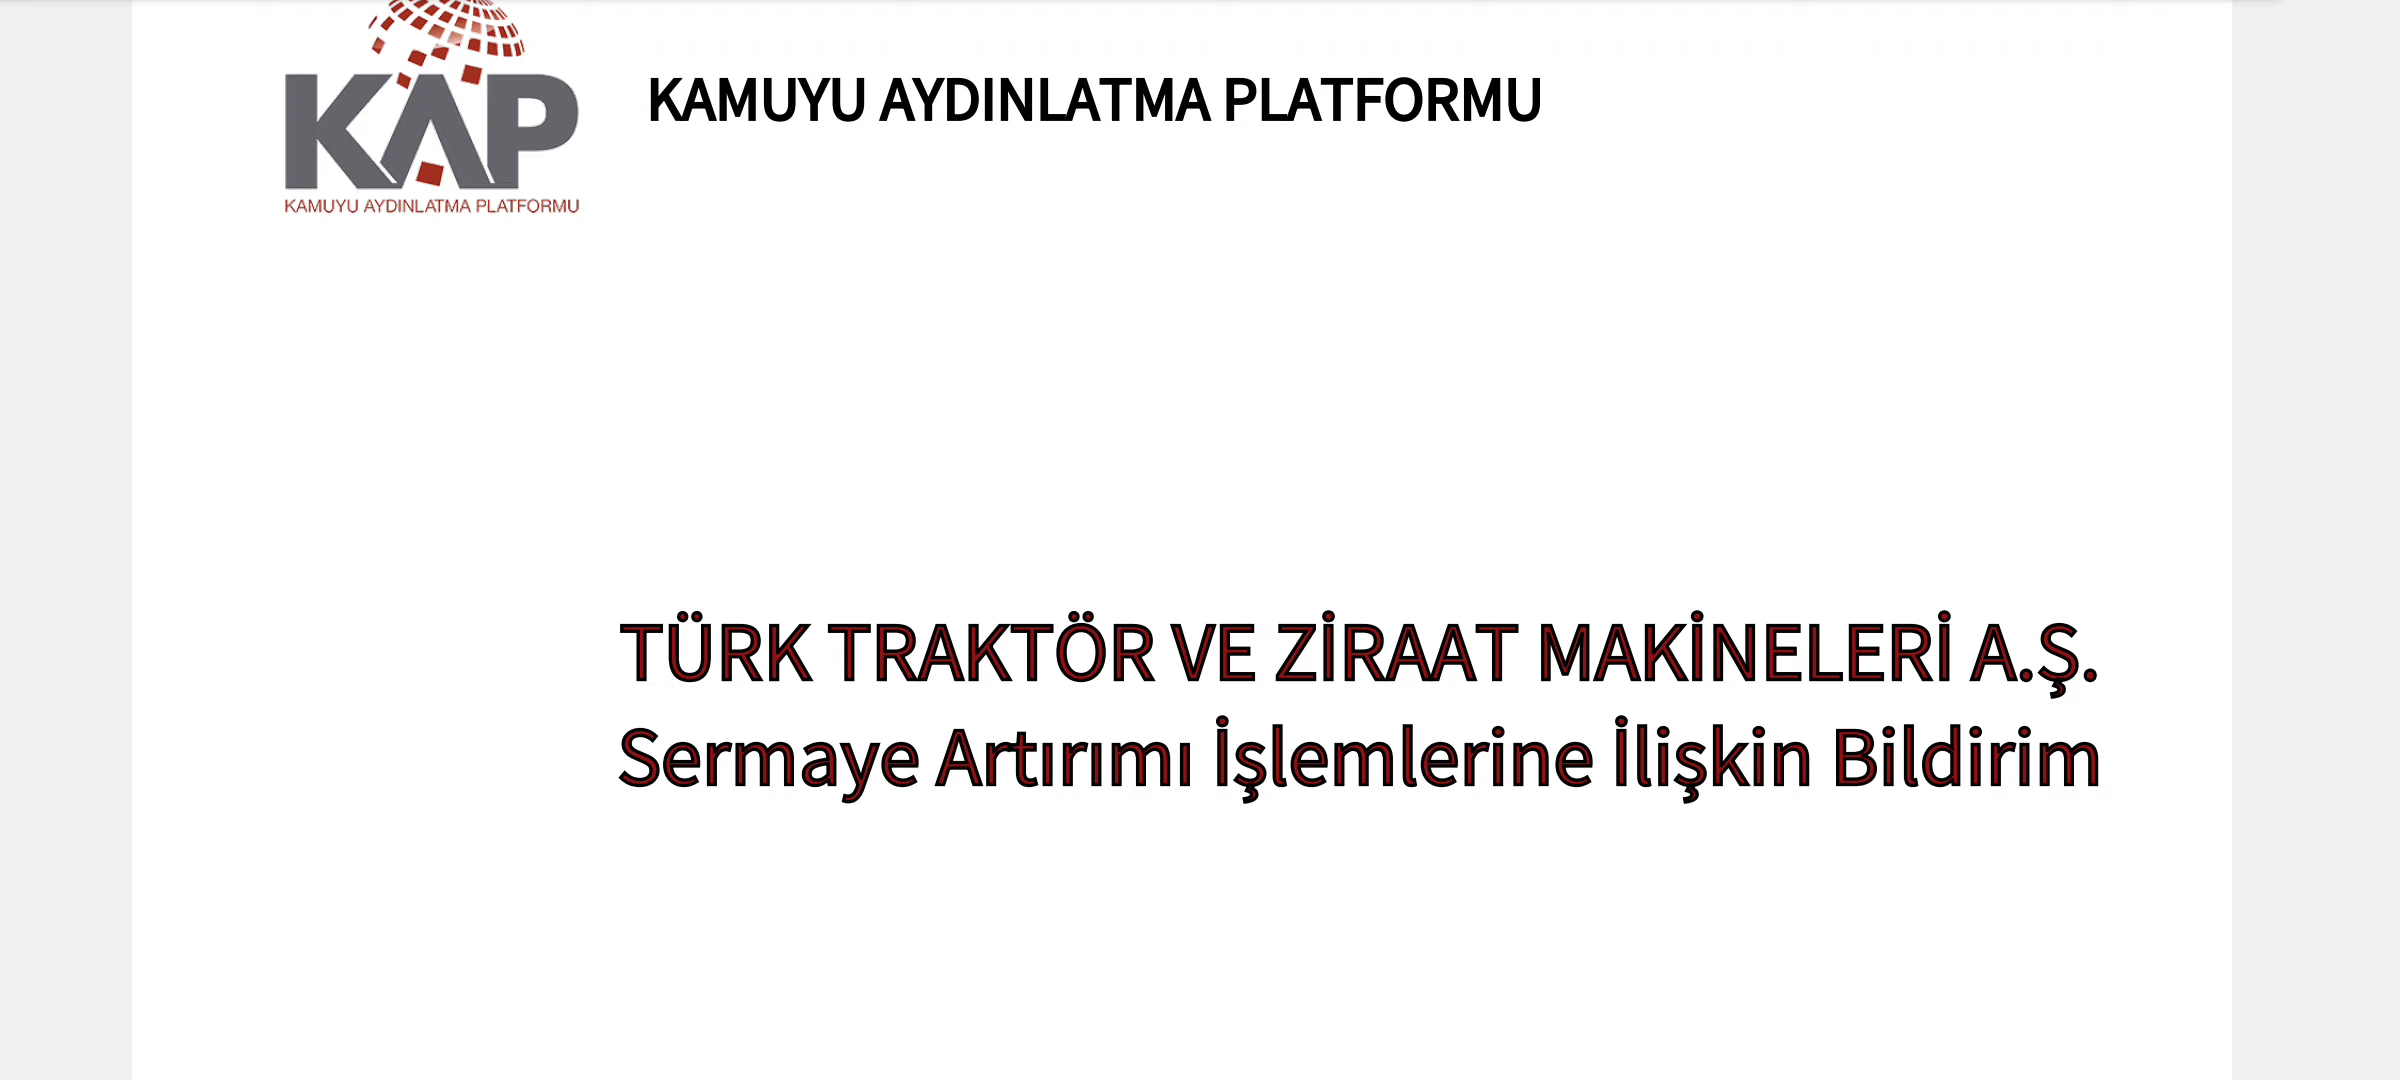 KAP
KAMUYU AYDINLATMA PLATFORMU
KAMUYU AYDINLATMA PLATFORMU
TÜRK TRAKTÖR VE ZİRAAT MAKİNELERİ A.Ş.
Sermaye Artırımı İşlemlerine İlişkin Bildirim